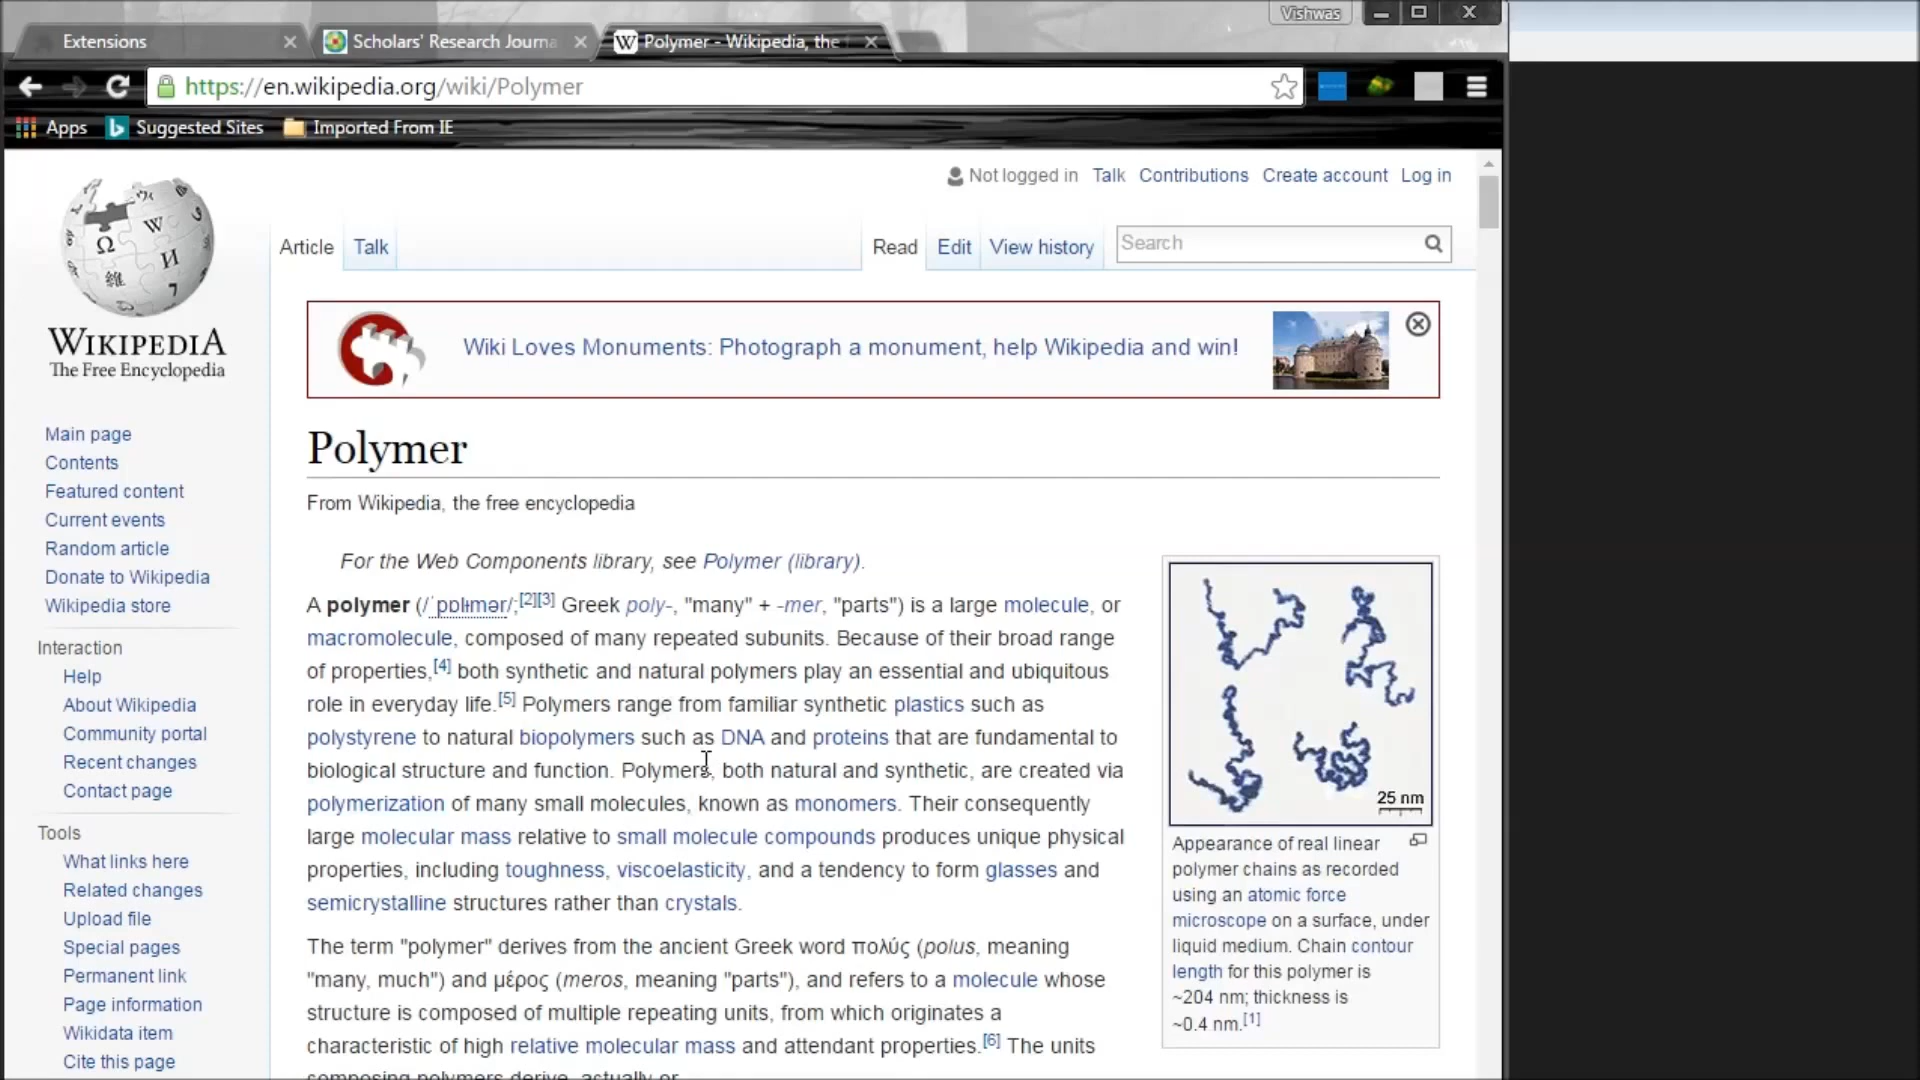 Vishwas
Extensions
Scholars' Research Journa
Polymer - Wikipedia, the
https://en.wikipedia.org/wiki/Polymer
Apps
Suggested Sites
Imported From IE
Not logged in Talk Contributions Create account Log in
Article Talk
Read Edit View history
Search
WIKIPEDIA
The Free Encyclopedia
Wiki Loves Monuments: Photograph a monument, help Wikipedia and win!
Main page
Contents
Featured content
Current events
Random article
Donate to Wikipedia
Wikipedia store
Interaction
Help
About Wikipedia
Community portal
Recent changes
Contact page
Tools
What links here
Related changes
Upload file
Special pages
Permanent link
Page information
Wikidata item
Cite this page
Polymer
From Wikipedia, the free encyclopedia
For the Web Components library, see Polymer (library).
A polymer (/ˈpɒlɨmər/;[2][3] Greek poly-, "many" + -mer, "parts") is a large molecule, or
macromolecule, composed of many repeated subunits. Because of their broad range
of properties,[4] both synthetic and natural polymers play an essential and ubiquitous
role in everyday life.[5] Polymers range from familiar synthetic plastics such as
polystyrene to natural biopolymers such as DNA and proteins that are fundamental to
biological structure and function. Polymers, both natural and synthetic, are created via
polymerization of many small molecules, known as monomers. Their consequently
large molecular mass relative to small molecule compounds produces unique physical
properties, including toughness, viscoelasticity, and a tendency to form glasses and
semicrystalline structures rather than crystals.
The term "polymer" derives from the ancient Greek word πολύς (polus, meaning
"many, much") and μέρος (meros, meaning "parts"), and refers to a molecule whose
structure is composed of multiple repeating units, from which originates a
characteristic of high relative molecular mass and attendant properties.[6] The units
composing polymers derive, actually or
25 nm
Appearance of real linear
polymer chains as recorded
using an atomic force
microscope on a surface, under
liquid medium. Chain contour
length for this polymer is
~204 nm; thickness is
~0.4 nm.[1]